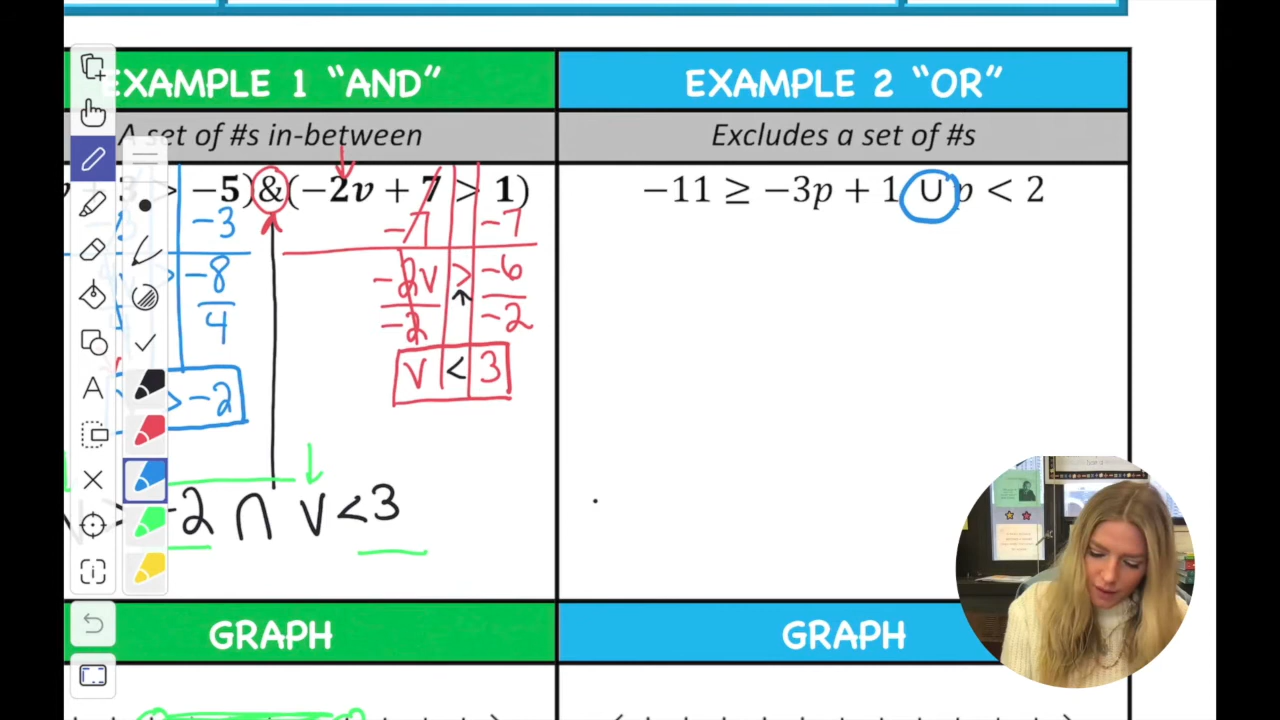 EXAMPLE 1 “AND”
EXAMPLE 2 “OR”
A set of #s in-between
Excludes a set of #s
+ 3 > −5)&(−2v + 7 > 1)
−11 ≥ −3p + 1 ∪ p < 2
−3 −7 −7
> −8 −2v > −6
4 −2 −2
> −2 v < 3
v > −2 ∩ v < 3
GRAPH
GRAPH
A